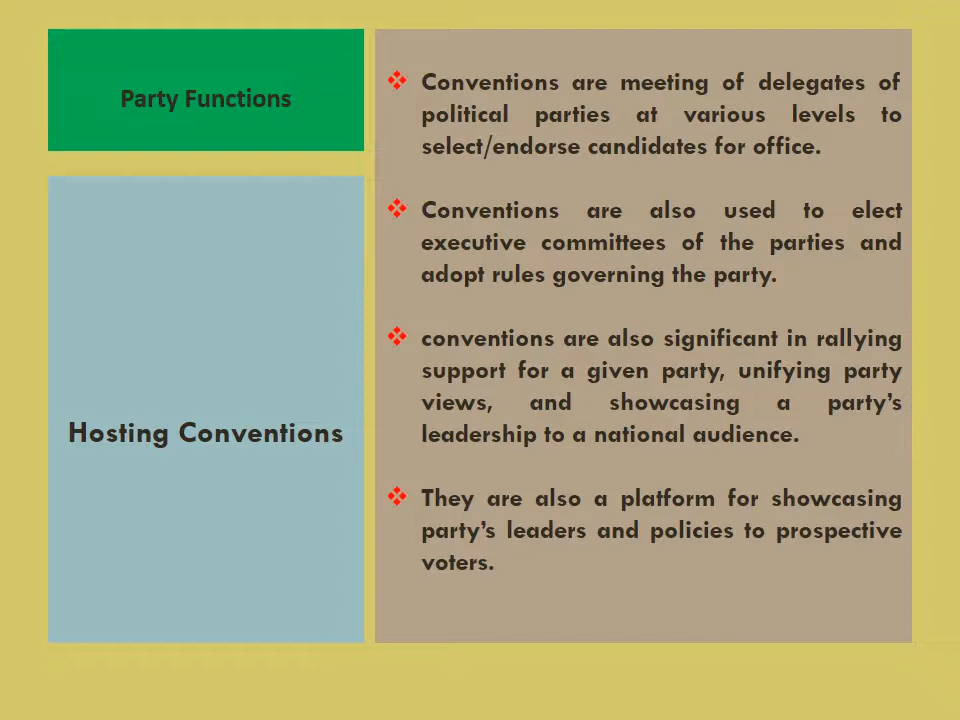 Party Functions
Hosting Conventions
Conventions are meeting of delegates of
political parties at various levels to
select/endorse candidates for office.
Conventions are also used to elect
executive committees of the parties and
adopt rules governing the party.
conventions are also significant in rallying
support for a given party, unifying party
views, and showcasing a party’s
leadership to a national audience.
They are also a platform for showcasing
party’s leaders and policies to prospective
voters.